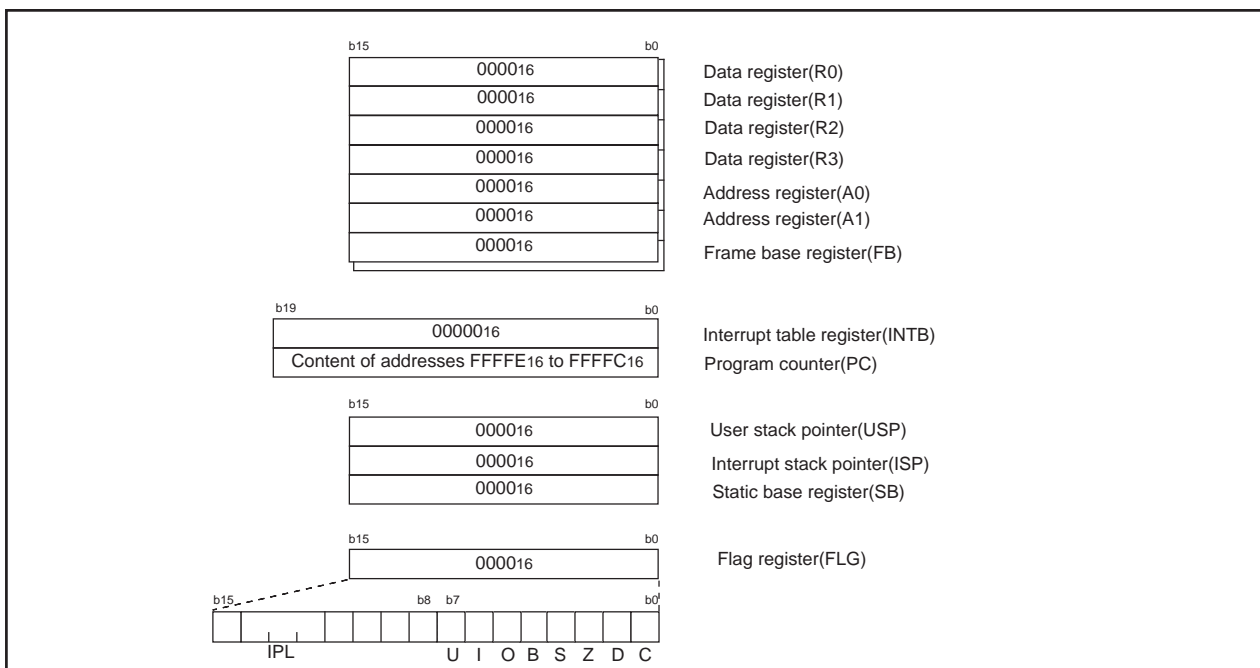 b15 b0
000016 Data register(R0)
000016 Data register(R1)
000016 Data register(R2)
000016 Data register(R3)
000016 Address register(A0)
000016 Address register(A1)
000016 Frame base register(FB)
b19 b0
0000016 Interrupt table register(INTB)
Content of addresses FFFFE16 to FFFFC16 Program counter(PC)
b15 b0
000016 User stack pointer(USP)
000016 Interrupt stack pointer(ISP)
000016 Static base register(SB)
b15 b0
000016 Flag register(FLG)
b15 b8 b7 b0
IPL U I O B S Z D C